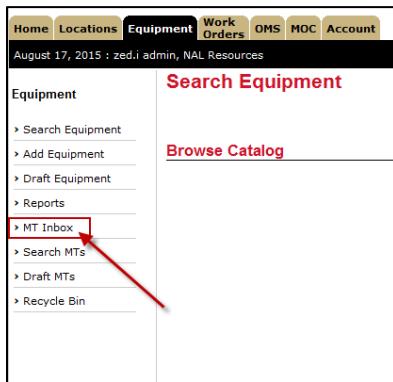 Home Locations Equipment Work Orders OMS MOC Account
August 17, 2015 : zed.i admin, NAL Resources
Equipment
› Search Equipment
› Add Equipment
› Draft Equipment
› Reports
› MT Inbox
› Search MTs
› Draft MTs
› Recycle Bin
Search Equipment
Browse Catalog